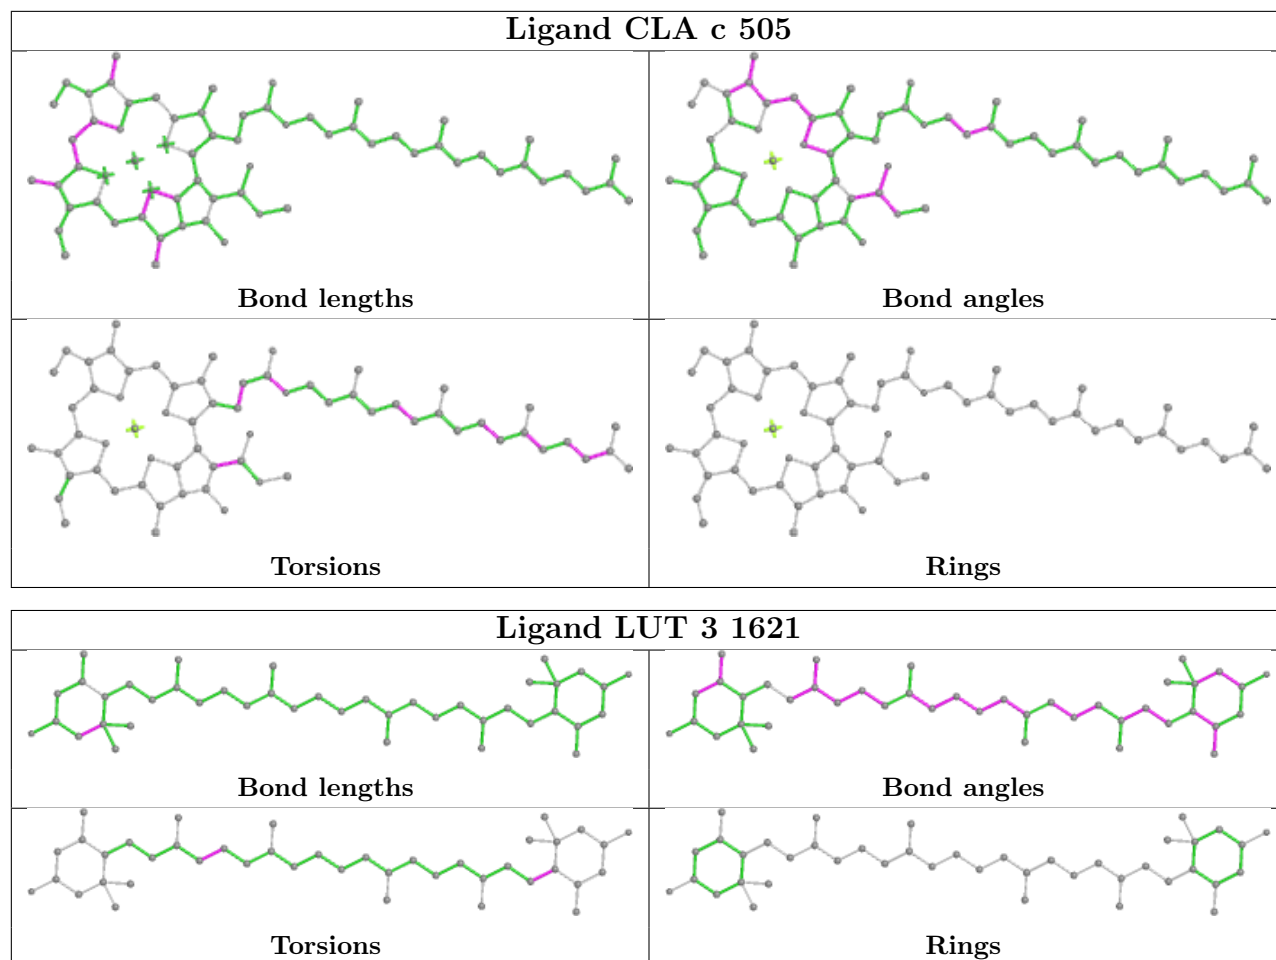 Ligand CLA c 505
Bond lengths
Bond angles
Torsions
Rings
Ligand LUT 3 1621
Bond lengths
Bond angles
Torsions
Rings